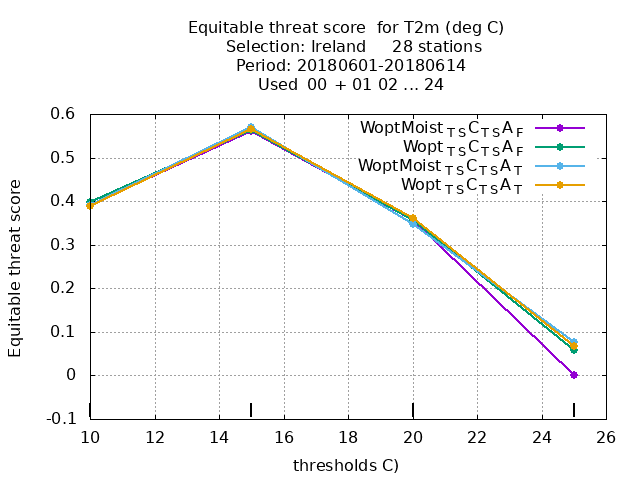 Equitable threat score for T2m (deg C)
Selection: Ireland 28 stations
Period: 20180601-20180614
Used 00 + 01 02 ... 24
WoptMoist TS C TS A F
Wopt TS C TS A F
WoptMoist TS C TS A T
Wopt TS C TS A T
Equitable threat score
0.6
0.5
0.4
0.3
0.2
0.1
0
-0.1
10 12 14 16 18 20 22 24 26
thresholds C)